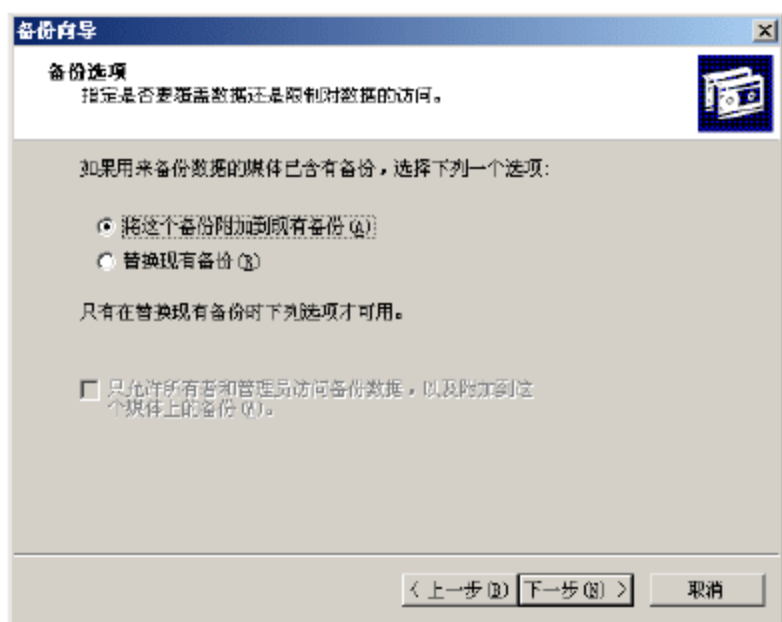 备份向导
备份选项
指定是否要覆盖数据还是限制对数据的访问。
如果用来备份数据的媒体已含有备份，选择下列一个选项:
将这个备份附加到现有备份(A)
替换现有备份(R)
只有在替换现有备份时下列选项才可用。
只允许所有者和管理员访问备份数据，以及附加到这
个媒体上的备份(W)。
< 上一步(B) 下一步(N) > 取消